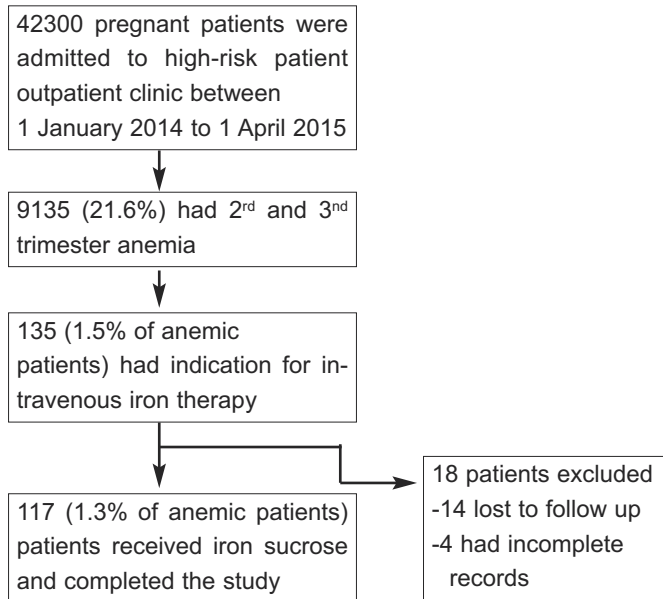 42300 pregnant patients were
admitted to high-risk patient
outpatient clinic between
1 January 2014 to 1 April 2015
9135 (21.6%) had 2rd and 3nd
trimester anemia
135 (1.5% of anemic
patients) had indication for in-
travenous iron therapy
18 patients excluded
-14 lost to follow up
-4 had incomplete
records
117 (1.3% of anemic patients)
patients received iron sucrose
and completed the study